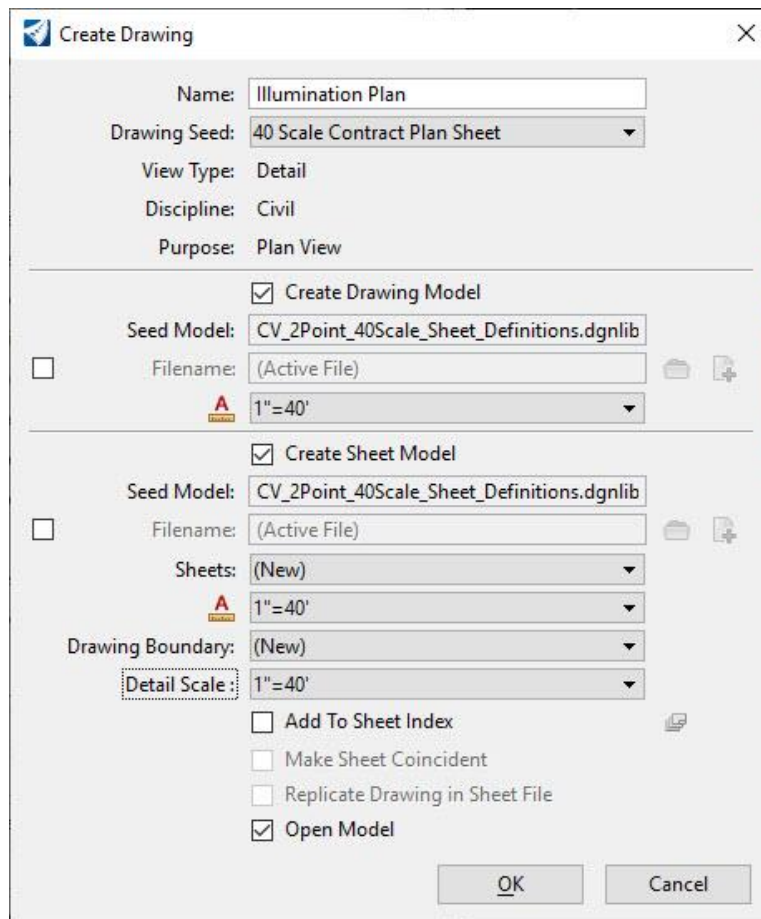 Create Drawing
Name: Illumination Plan
Drawing Seed: 40 Scale Contract Plan Sheet
View Type: Detail
Discipline: Civil
Purpose: Plan View
Create Drawing Model
Seed Model: CV_2Point_40Scale_Sheet_Definitions.dgnlib
Filename: (Active File)
A 1"=40'
Create Sheet Model
Seed Model: CV_2Point_40Scale_Sheet_Definitions.dgnlib
Filename: (Active File)
Sheets: (New)
A 1"=40'
Drawing Boundary: (New)
Detail Scale : 1"=40'
Add To Sheet Index
Make Sheet Coincident
Replicate Drawing in Sheet File
Open Model
OK Cancel